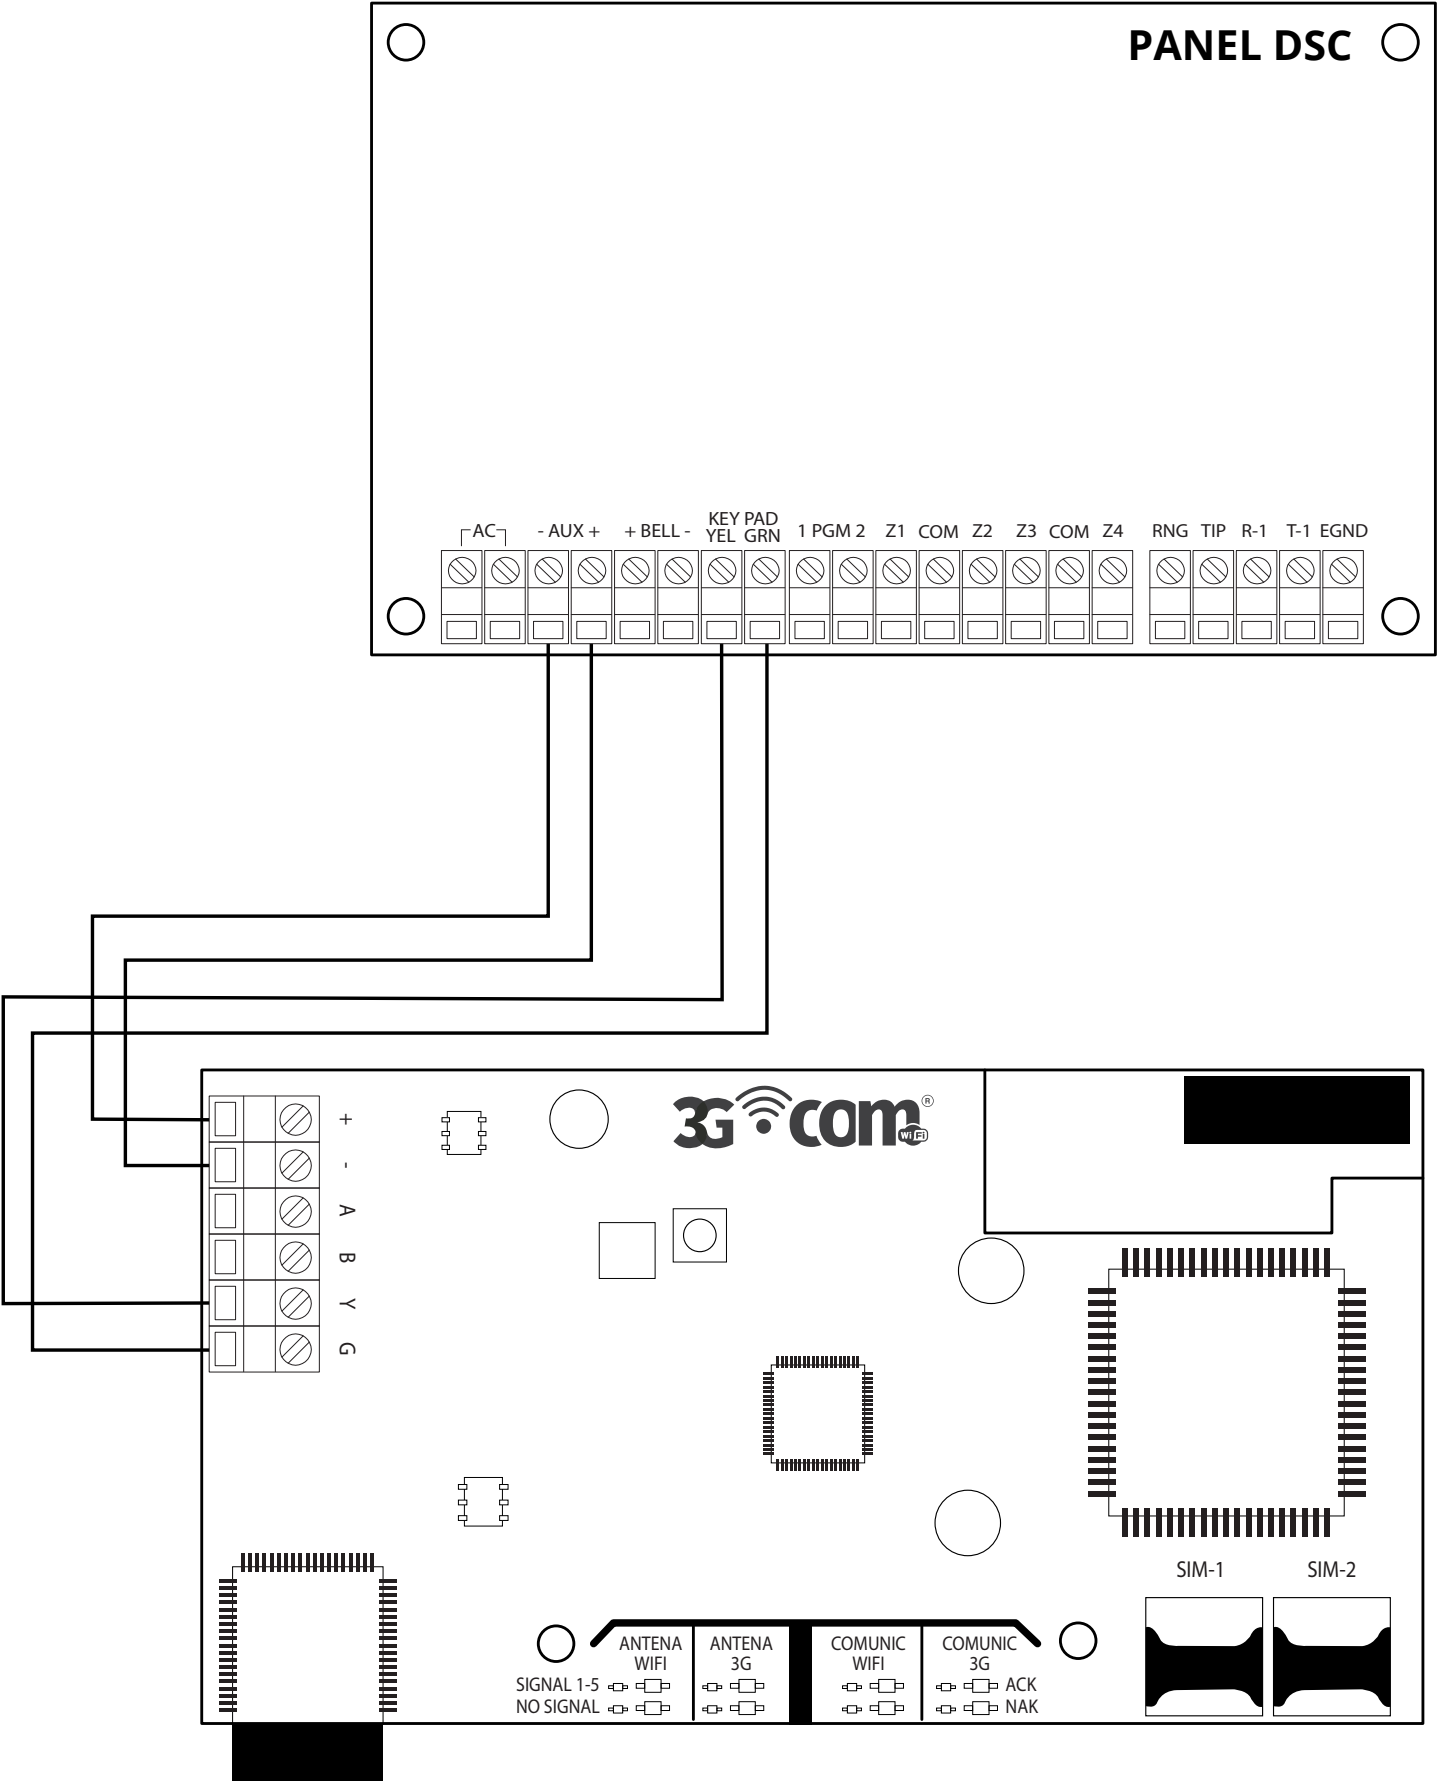 PANEL DSC
AC - AUX + + BELL - KEY PAD 1 PGM 2 Z1 COM Z2 Z3 COM Z4 RNG TIP R-1 T-1 EGND
YEL GRN
3G com ®
Wi Fi
+
-
A
B
Y
G
SIM-1 SIM-2
ANTENA ANTENA COMUNIC COMUNIC
WIFI 3G WIFI 3G
SIGNAL 1-5 ACK
NO SIGNAL NAK